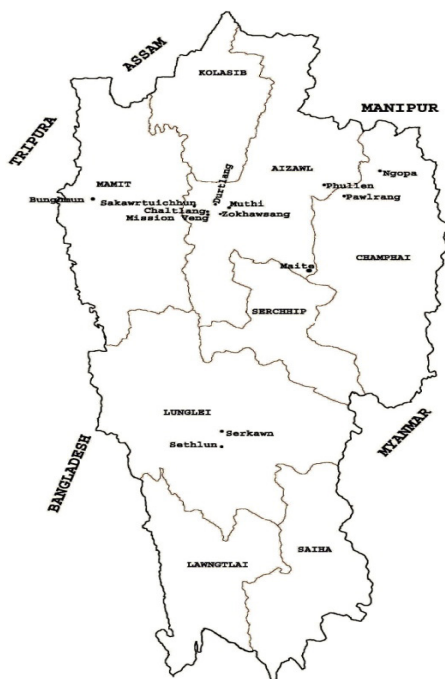 ASSAM
KOLASIB
MANIPUR
TRIPURA
AIZAWL
Ngopa
MAMIT
Durtlang
Phullen
Pawlrang
Bunghmun
Sakawrtuichhun
Muthi
Chaltlang
Zokhawsang
Mission Veng
CHAMPHAI
Maite
SERCHHIP
LUNGLEI
Serkawn
Sethlun
MYANMAR
BANGLADESH
SAIHA
LAWNGTLAI